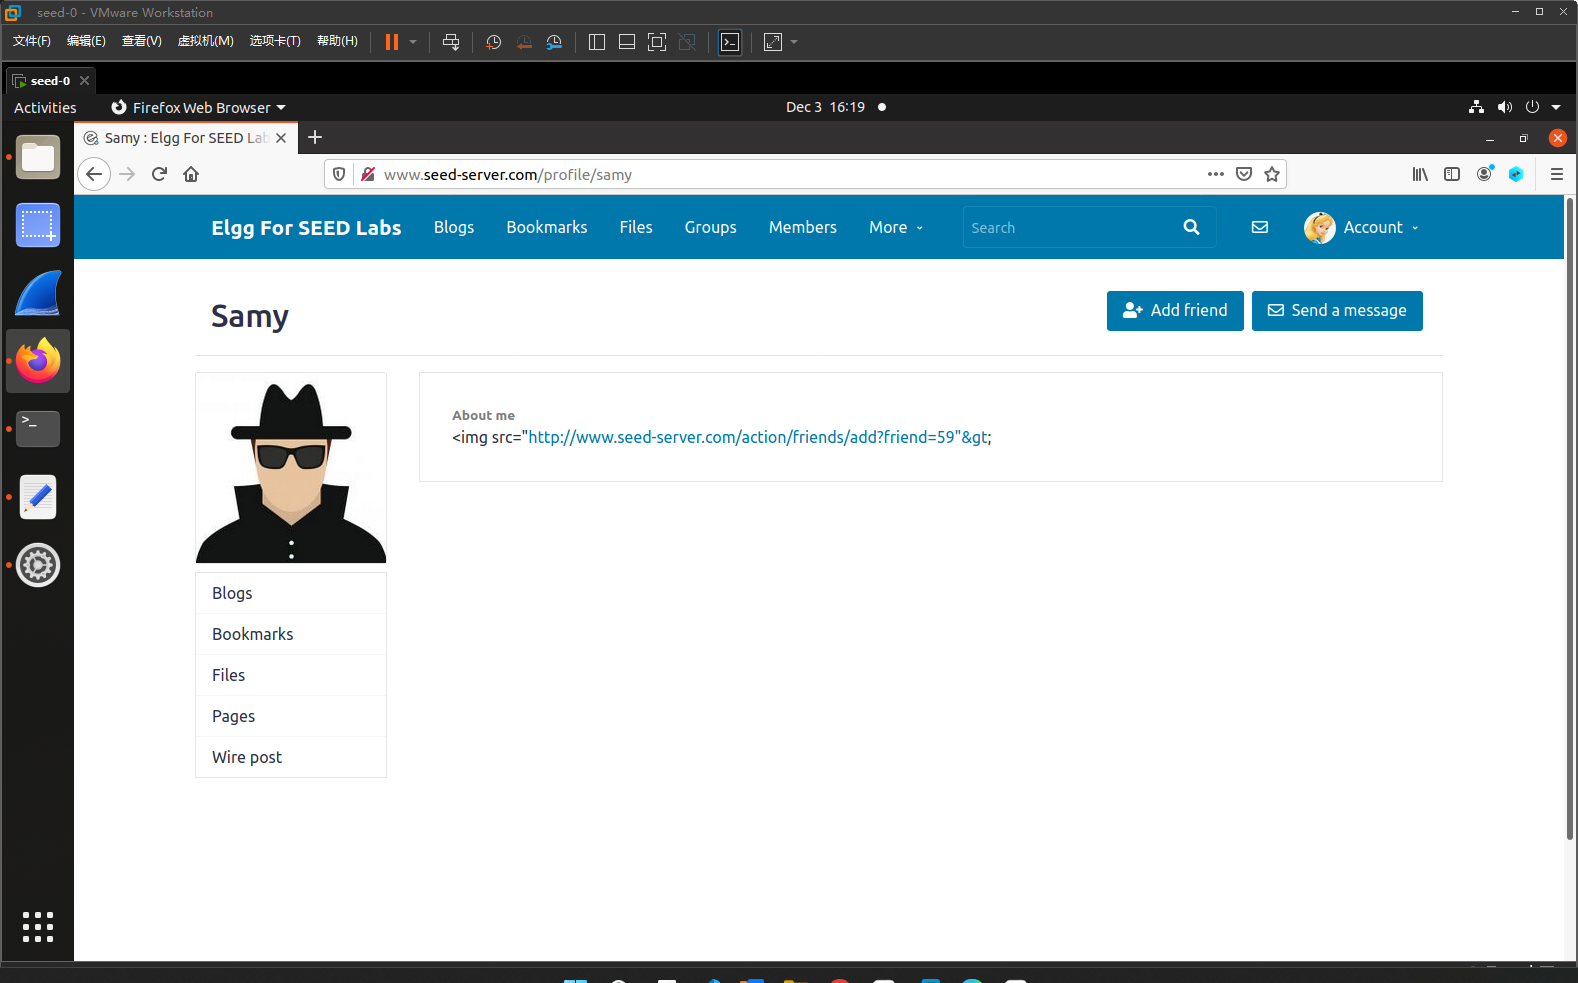 seed-0 - VMware Workstation
文件(F) 编辑(E) 查看(V) 虚拟机(M) 选项卡(T) 帮助(H)
seed-0
Activities Firefox Web Browser Dec 3 16:19
Samy : Elgg For SEED Lab
www.seed-server.com/profile/samy
Elgg For SEED Labs Blogs Bookmarks Files Groups Members More Search Account
Samy
Add friend Send a message
About me
<img src="http://www.seed-server.com/action/friends/add?friend=59"&gt;
Blogs
Bookmarks
Files
Pages
Wire post